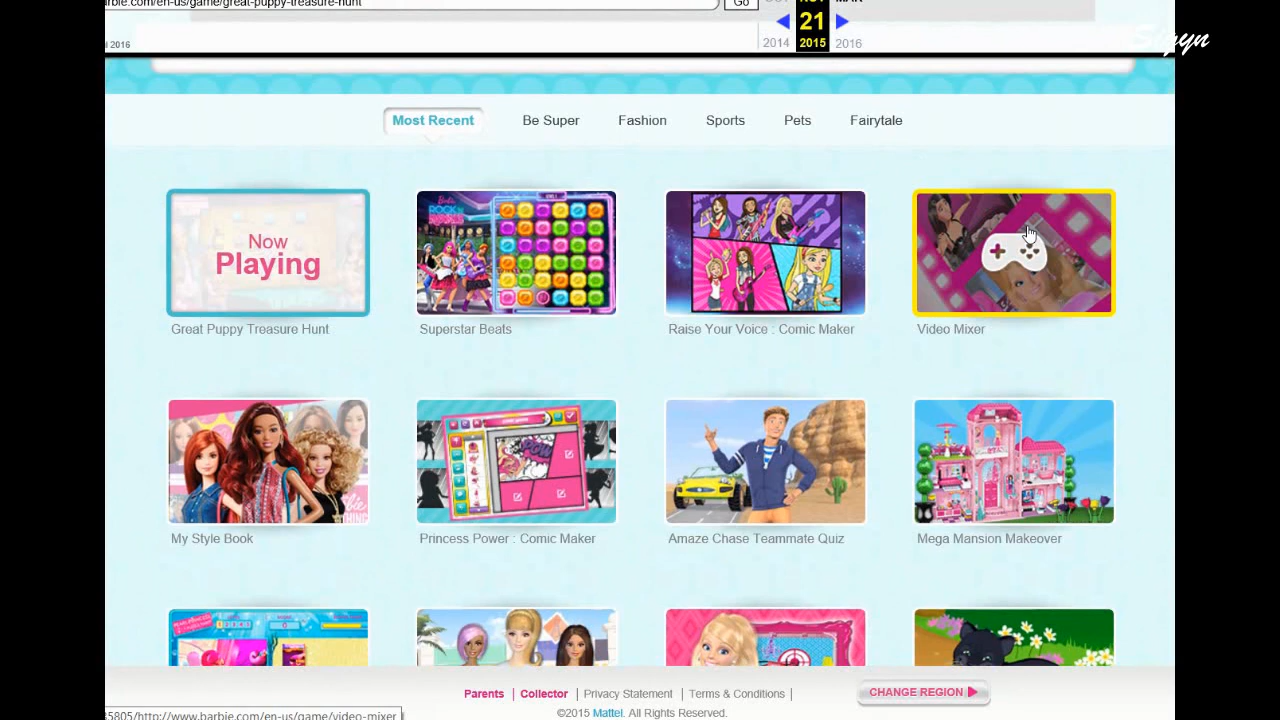 arbie.com/en-us/game/great-puppy-treasure-hunt
Go
21
2014 2015 2016
i 2016
Most Recent Be Super Fashion Sports Pets Fairytale
Now
Playing
Great Puppy Treasure Hunt Superstar Beats Raise Your Voice : Comic Maker Video Mixer
My Style Book Princess Power : Comic Maker Amaze Chase Teammate Quiz Mega Mansion Makeover
Parents | Collector | Privacy Statement | Terms & Conditions |
CHANGE REGION
©2015 Mattel. All Rights Reserved.
5805/http://www.barbie.com/en-us/game/video-mixer